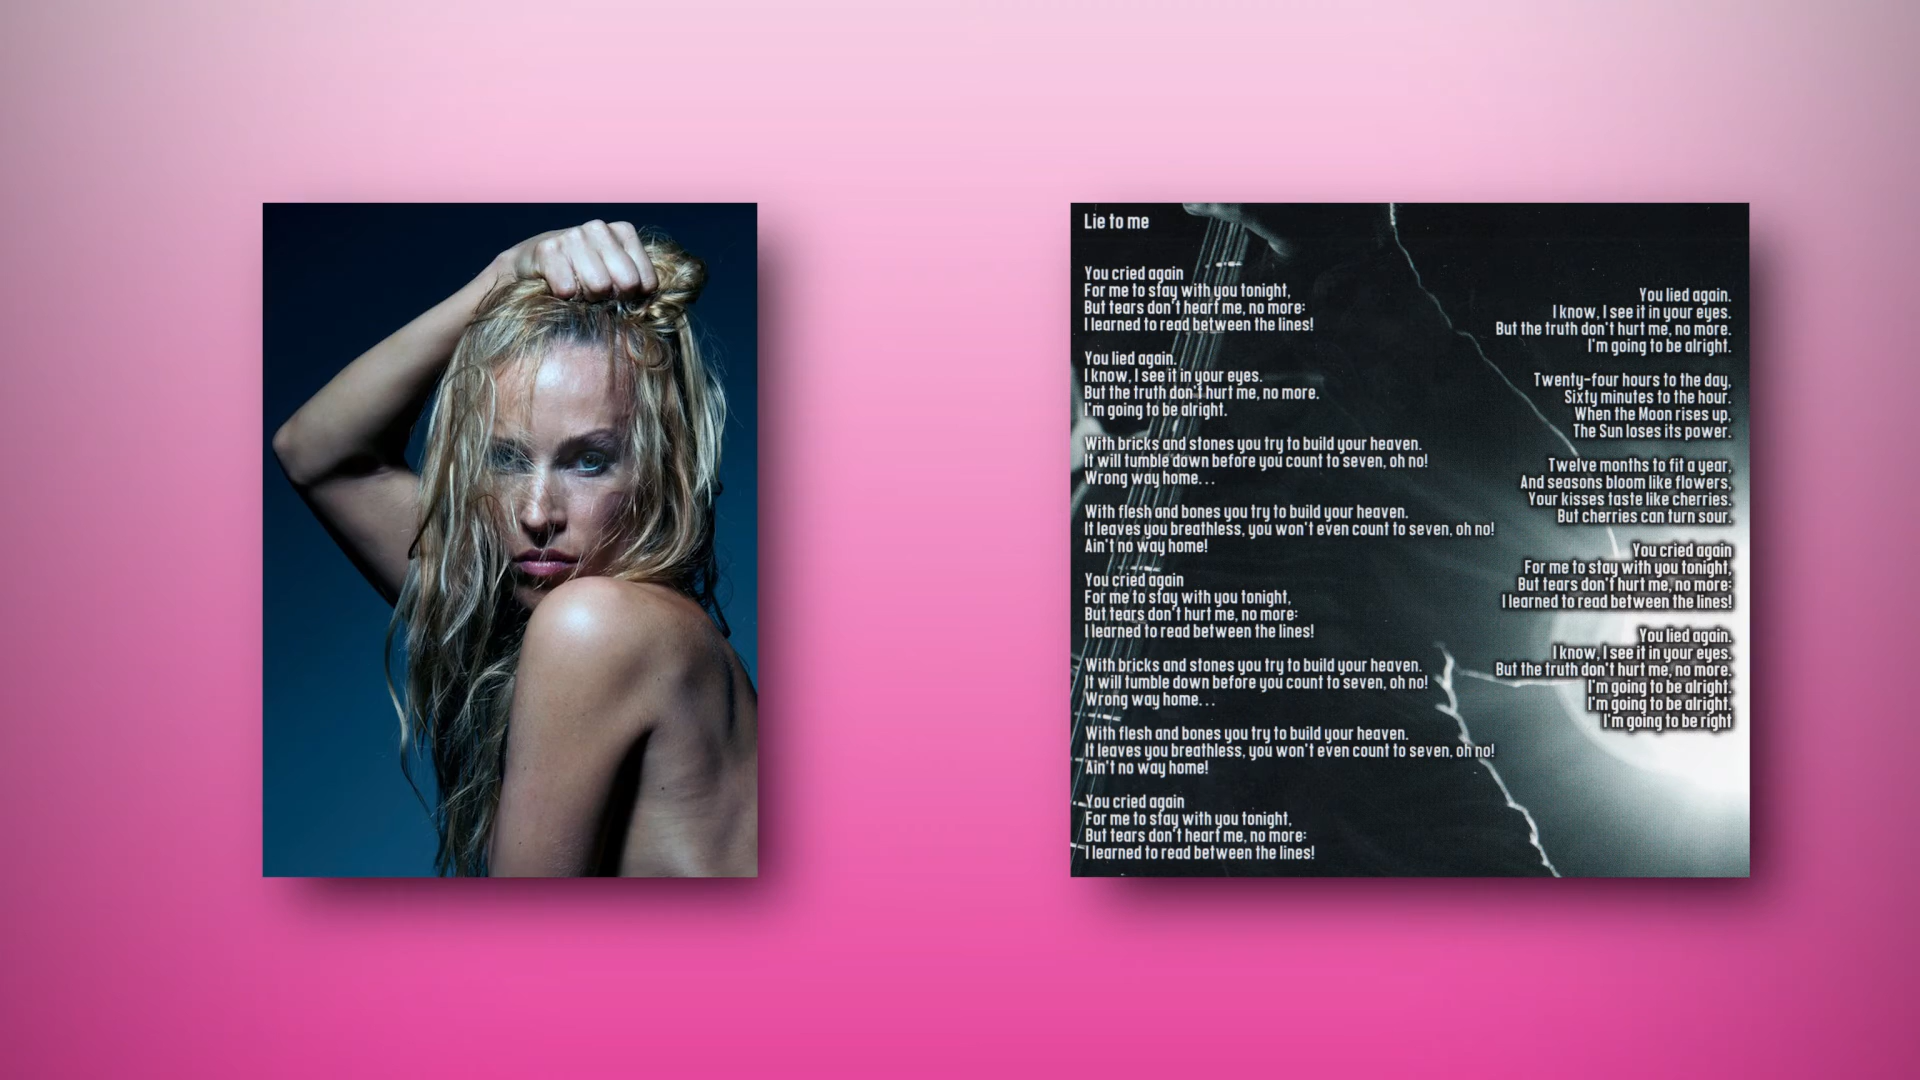 Lie to me
You cried again
For me to stay with you tonight,
But tears don't heart me, no more:
I learned to read between the lines!
You lied again.
I know, I see it in your eyes.
But the truth don't hurt me, no more.
I'm going to be alright.
With bricks and stones you try to build your heaven.
It will tumble down before you count to seven, oh no!
Wrong way home...
With flesh and bones you try to build your heaven.
It leaves you breathless, you won't even count to seven, oh no!
Ain't no way home!
You cried again
For me to stay with you tonight,
But tears don't hurt me, no more:
I learned to read between the lines!
With bricks and stones you try to build your heaven.
It will tumble down before you count to seven, oh no!
Wrong way home...
With flesh and bones you try to build your heaven.
It leaves you breathless, you won't even count to seven, oh no!
Ain't no way home!
You cried again
For me to stay with you tonight,
But tears don't heart me, no more:
I learned to read between the lines!
You lied again.
I know, I see it in your eyes.
But the truth don't hurt me, no more.
I'm going to be alright.
Twenty-four hours to the day,
Sixty minutes to the hour.
When the Moon rises up,
The Sun loses its power.
Twelve months to fit a year,
And seasons bloom like flowers,
Your kisses taste like cherries.
But cherries can turn sour.
You cried again
For me to stay with you tonight,
But tears don't hurt me, no more:
I learned to read between the lines!
You lied again.
I know, I see it in your eyes.
But the truth don't hurt me, no more.
I'm going to be alright.
I'm going to be alright.
I'm going to be right